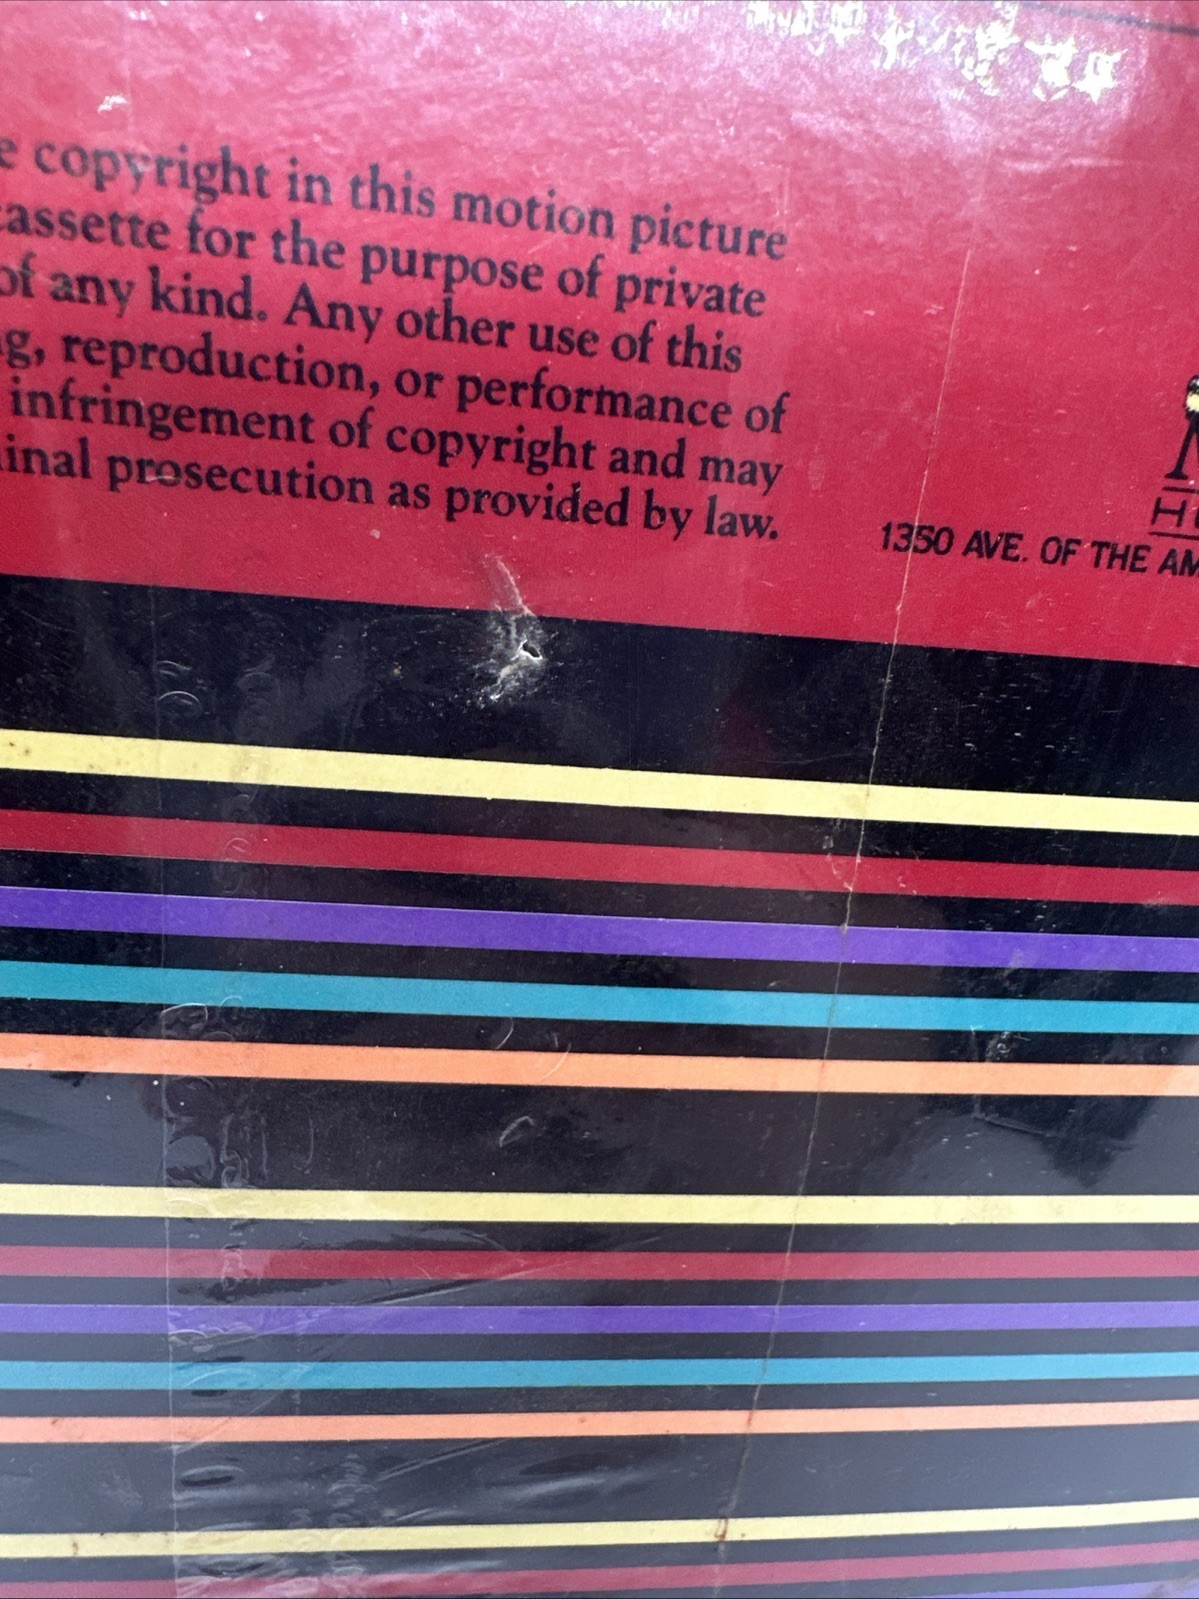 copyright in this motion picture
cassette for the purpose of private
of any kind. Any other use of this
g, reproduction, or performance of
infringement of copyright and may
inal prosecution as provided by law.
1350 AVE. OF THE AM